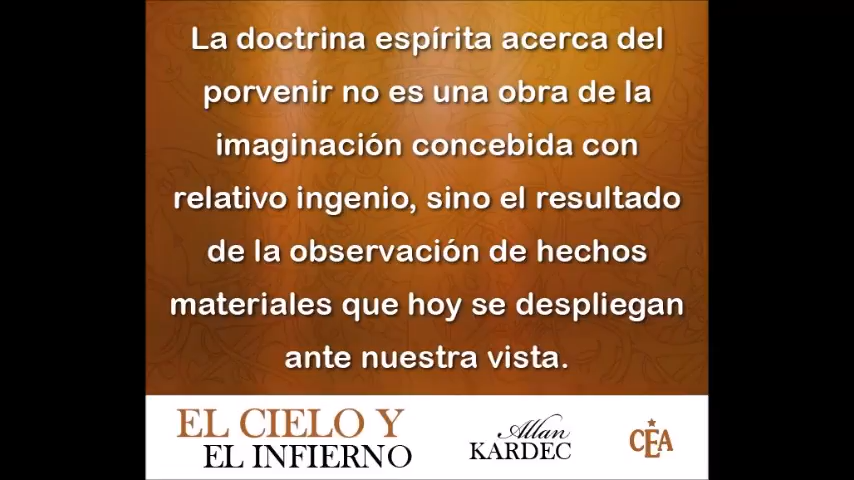 La doctrina espírita acerca del
porvenir no es una obra de la
imaginación concebida con
relativo ingenio, sino el resultado
de la observación de hechos
materiales que hoy se despliegan
ante nuestra vista.
EL CIELO Y
EL INFIERNO
Allan
KARDEC
CEA